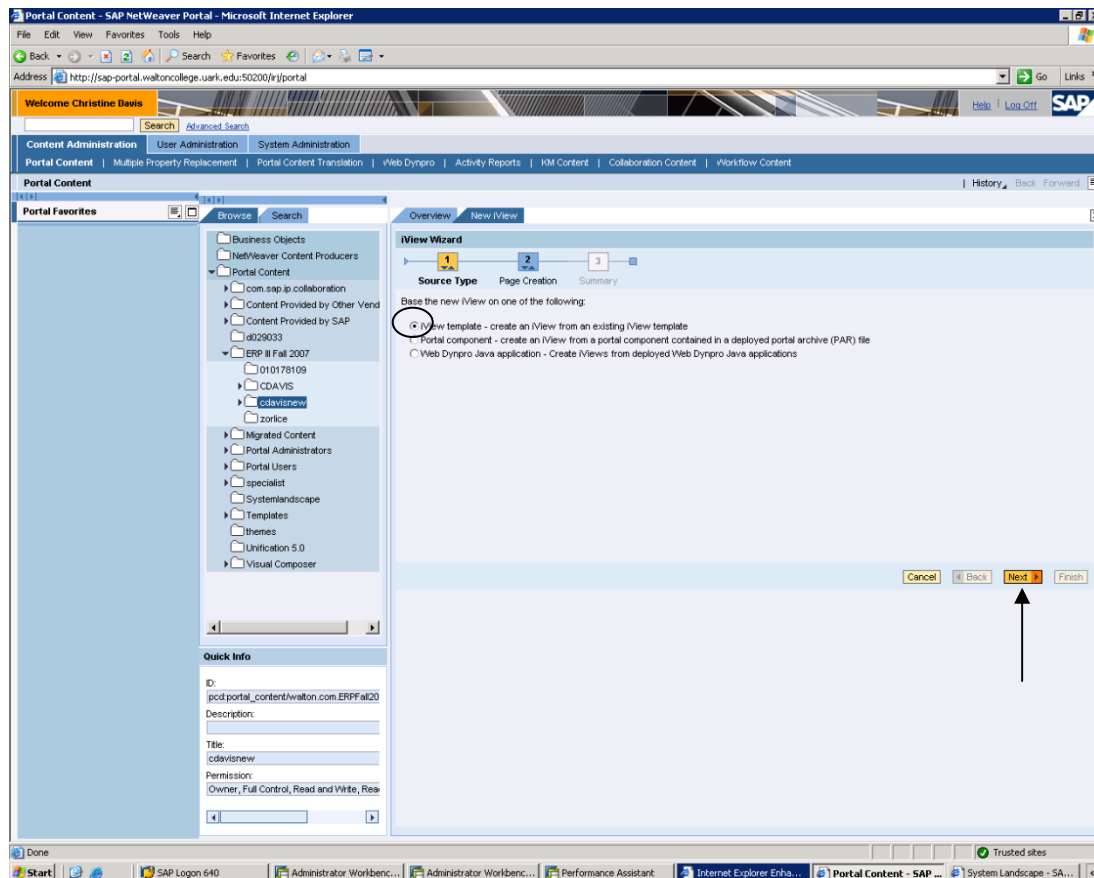 Portal Content - SAP NetWeaver Portal - Microsoft Internet Explorer
File Edit View Favorites Tools Help
Back Search Favorites
Address http://sap-portal.waltoncollege.uark.edu:50200/irj/portal Go Links
Welcome Christine Davis Help Log Off SAP
Search Advanced Search
Content Administration User Administration System Administration
Portal Content | Multiple Property Replacement | Portal Content Translation | Web Dynpro | Activity Reports | KM Content | Collaboration Content | Workflow Content
Portal Content | History Back Forward
Portal Favorites
Browse Search
Business Objects
NetWeaver Content Producers
Portal Content
com.sap.ip.collaboration
Content Provided by Other Vend
Content Provided by SAP
d029033
ERP III Fall 2007
010178109
CDAVIS
cdavisnew
zorlice
Migrated Content
Portal Administrators
Portal Users
specialist
Systemlandscape
Templates
themes
Unification 5.0
Visual Composer
Quick Info
ID:
pcd:portal_content/walton.com.ERPFall20
Description:
Title:
cdavisnew
Permission:
Owner, Full Control, Read and Write, Rea
Overview New iView
iView Wizard
1 2 3
Source Type Page Creation Summary
Base the new iView on one of the following:
iView template - create an iView from an existing iView template
Portal component - create an iView from a portal component contained in a deployed portal archive (PAR) file
Web Dynpro Java application - Create iViews from deployed Web Dynpro Java applications
Cancel Back Next Finish
Done Trusted sites
Start SAP Logon 640 Administrator Workbenc... Administrator Workbenc... Performance Assistant Internet Explorer Enha... Portal Content - SAP ... System Landscape - SA...